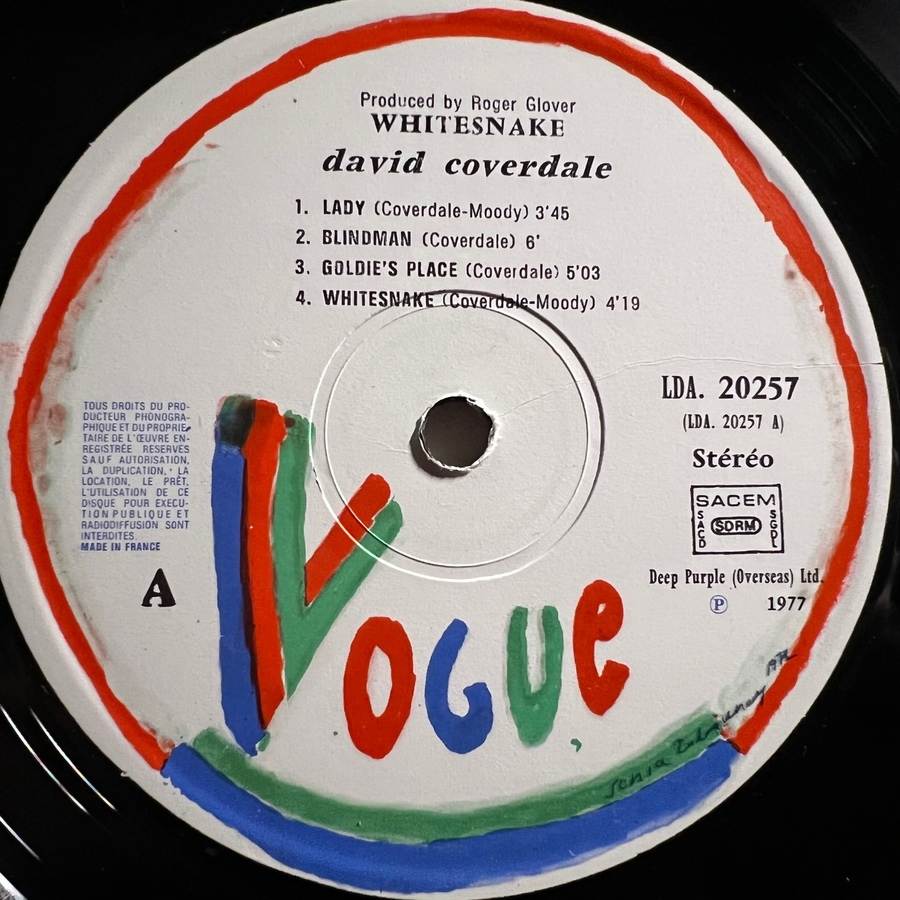 Produced by Roger Glover
WHITESNAKE
david coverdale
1. LADY (Coverdale-Moody) 3'45
2. BLINDMAN (Coverdale) 6'
3. GOLDIE'S PLACE (Coverdale) 5'03
4. WHITESNAKE (Coverdale-Moody) 4'19
LDA. 20257
(LDA. 20257 A)
Stéréo
SACEM
SACD
SDRM
SGDL
Deep Purple (Overseas) Ltd.
℗ 1977
TOUS DROITS DU PRO-
DUCTEUR PHONOGRA-
PHIQUE ET DU PROPRIE-
TAIRE DE L'ŒUVRE EN-
REGISTRÉE RESERVES
SAUF AUTORISATION,
LA DUPLICATION, LA
LOCATION, LE PRÊT,
L'UTILISATION DE CE
DISQUE POUR EXECU-
TION PUBLIQUE ET
RADIODIFFUSION SONT
INTERDITES.
MADE IN FRANCE
A
VOGUE
sonia